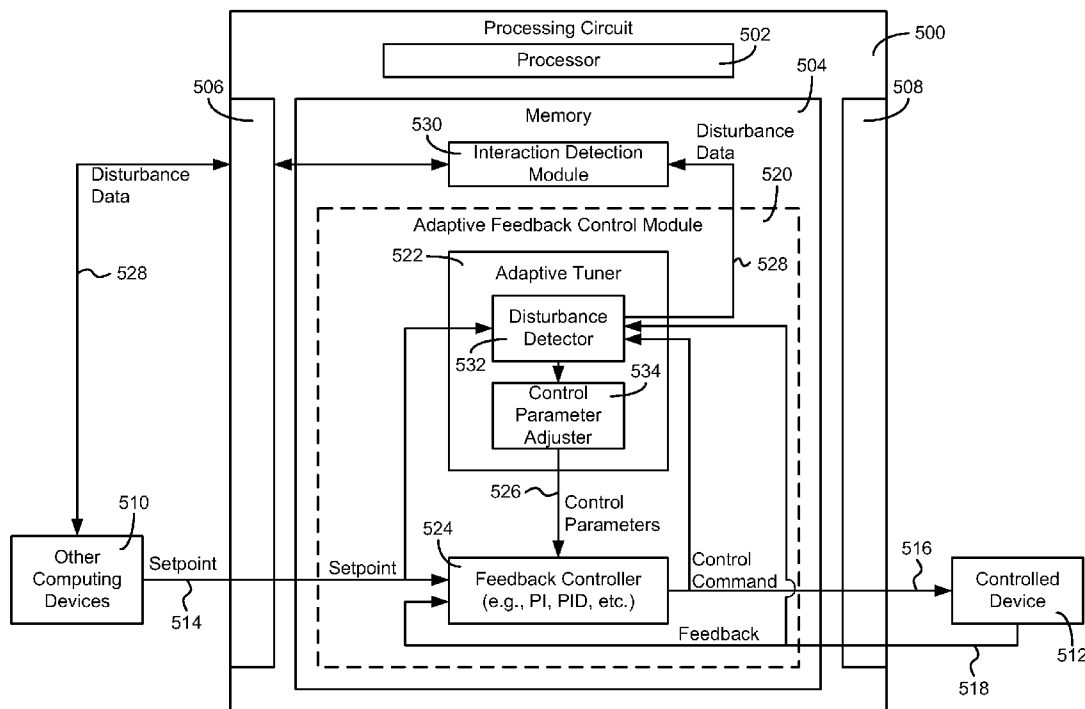 Processing Circuit
500
502
Processor
506
504
508
Memory
530
Disturbance
Data
Interaction Detection
Module
Disturbance
Data
520
Adaptive Feedback Control Module
522
528
528
Adaptive Tuner
Disturbance
Detector
532
534
Control
Parameter
Adjuster
526
Control
Parameters
510
524
516
Other
Computing
Devices
Setpoint
Setpoint
514
Feedback Controller
(e.g., PI, PID, etc.)
Control
Command
Controlled
Device
Feedback
512
518